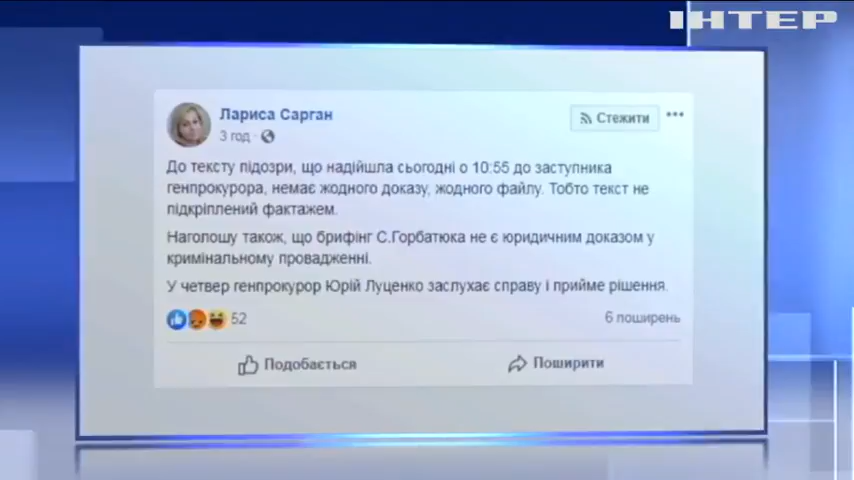 ІНТЕР
Лариса Сарган
3 год ·
Стежити
До тексту підозри, що надійшла сьогодні о 10:55 до заступника
генпрокурора, немає жодного доказу, жодного файлу. Тобто текст не
підкріплений фактажем.
Наголошу також, що брифінг С.Горбатюка не є юридичним доказом у
кримінальному провадженні.
У четвер генпрокурор Юрій Луценко заслухає справу і прийме рішення.
52
6 поширень
Подобається
Поширити